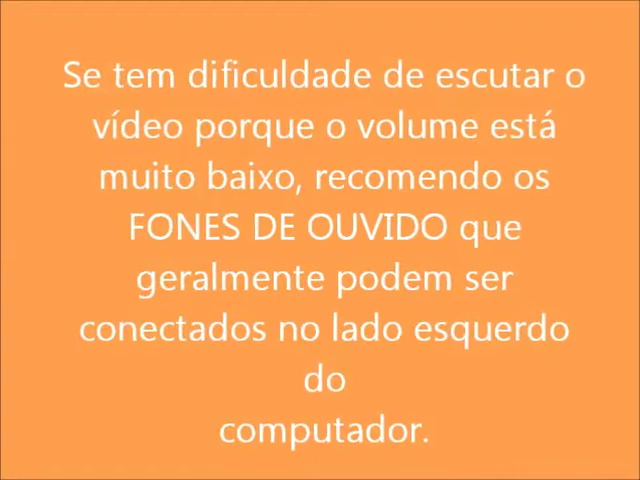 Se tem dificuldade de escutar o
vídeo porque o volume está
muito baixo, recomendo os
FONES DE OUVIDO que
geralmente podem ser
conectados no lado esquerdo
do
computador.